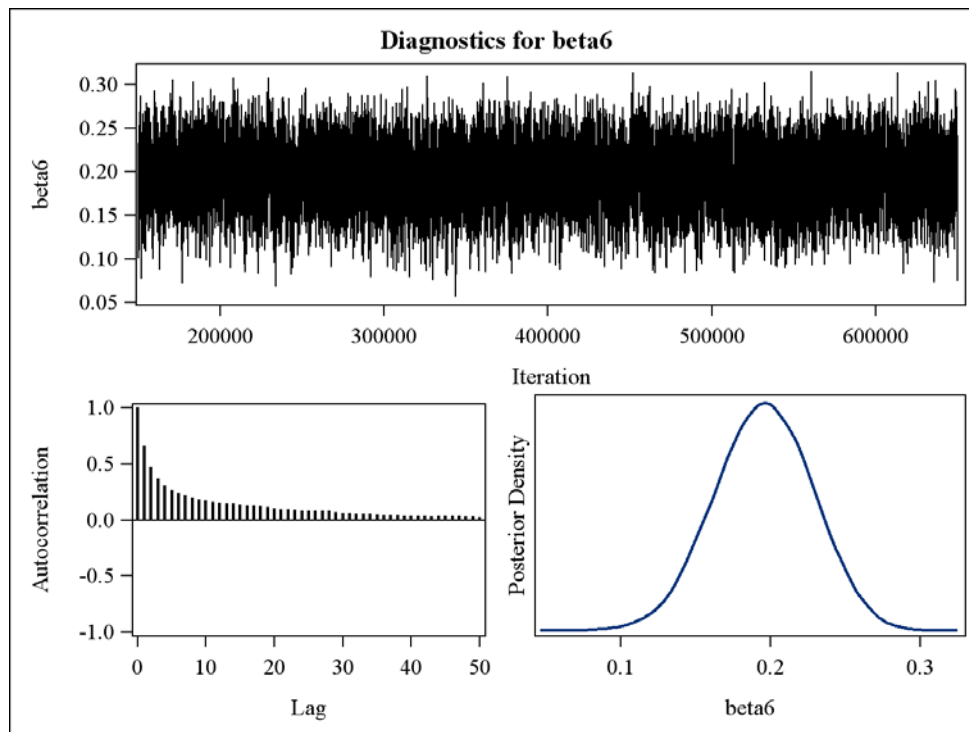 Diagnostics for beta6
0.30
0.25
0.20
0.15
0.10
0.05
beta6
200000 300000 400000 500000 600000
Iteration
1.0
0.5
0.0
-0.5
-1.0
Autocorrelation
0 10 20 30 40 50
Lag
Posterior Density
0.1 0.2 0.3
beta6